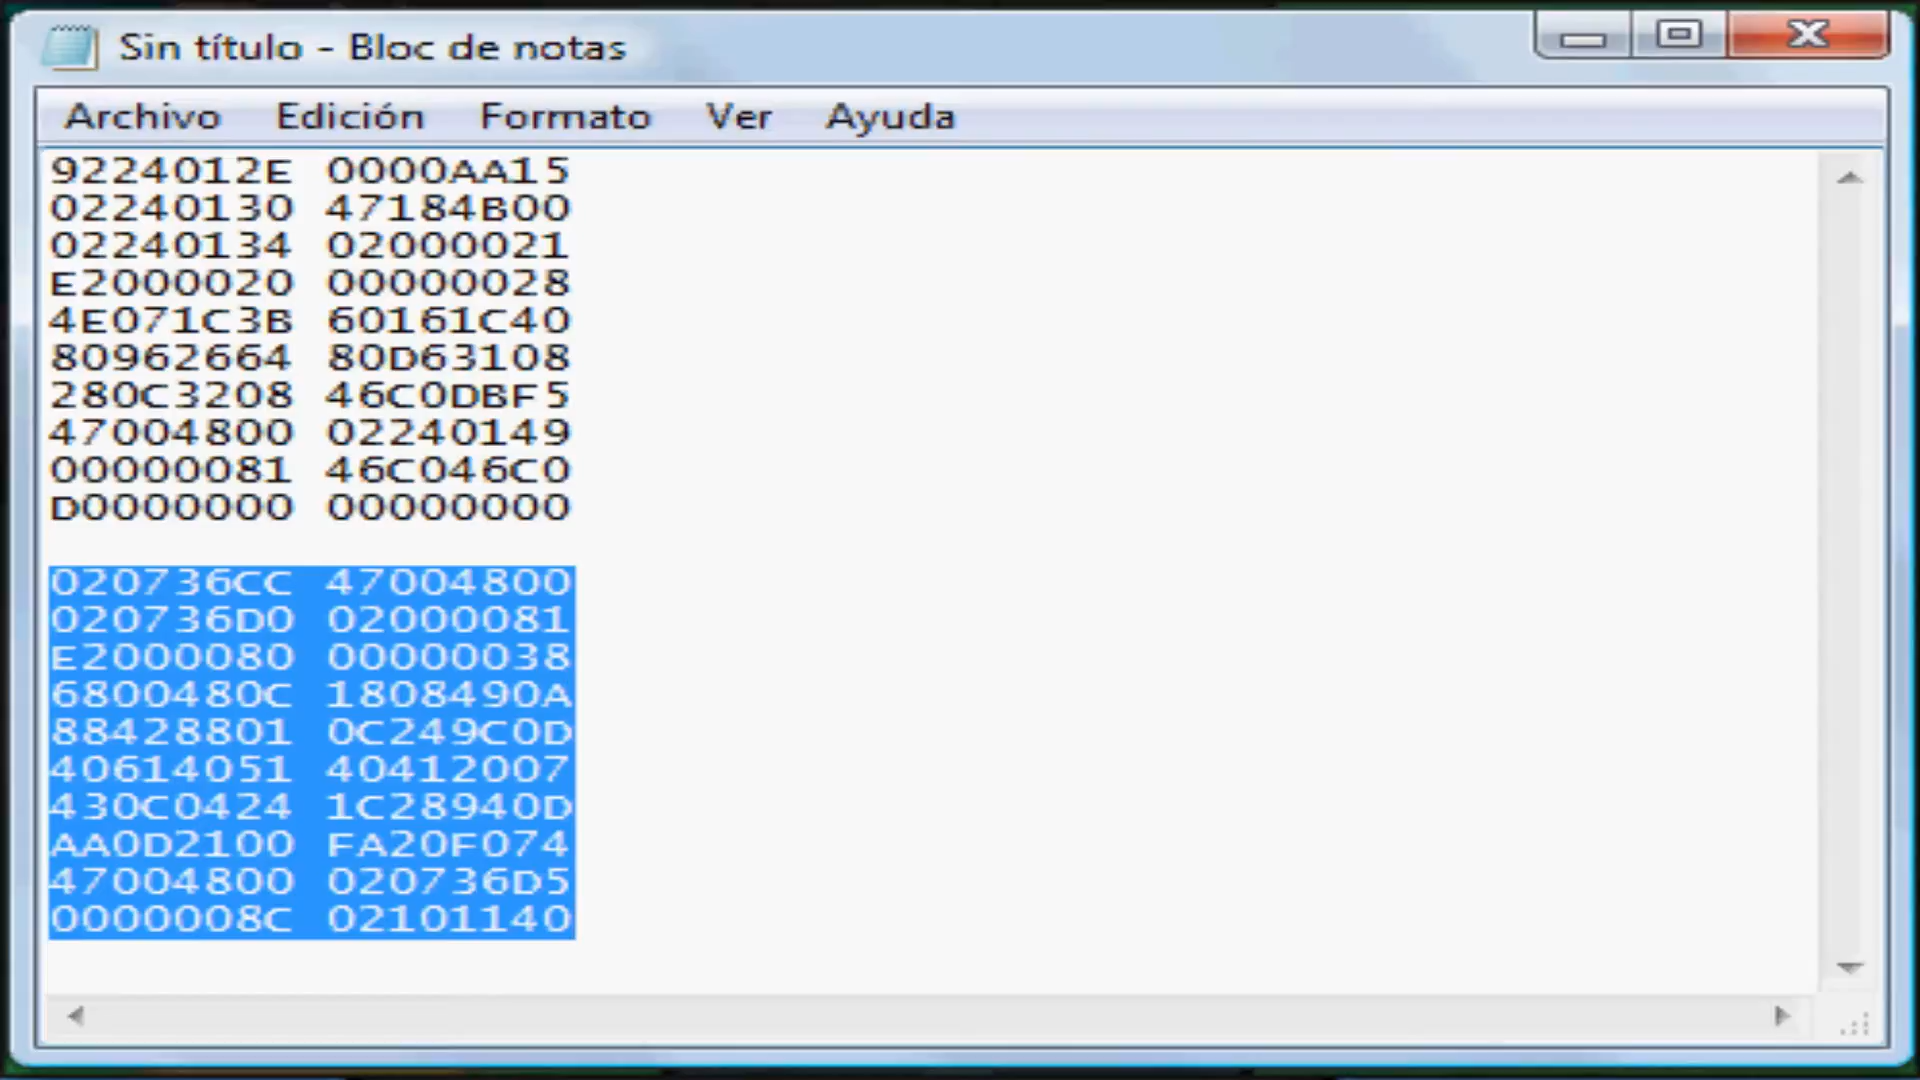 Sin título - Bloc de notas
Archivo Edición Formato Ver Ayuda
9224012E 0000AA15
02240130 47184B00
02240134 02000021
E2000020 00000028
4E071C3B 60161C40
80962664 80D63108
280C3208 46C0DBF5
47004800 02240149
00000081 46C046C0
D0000000 00000000
020736CC 47004800
020736D0 02000081
E2000080 00000038
6800480C 1808490A
88428801 0C249C0D
40614051 40412007
430C0424 1C28940D
AA0D2100 FA20F074
47004800 020736D5
0000008C 02101140